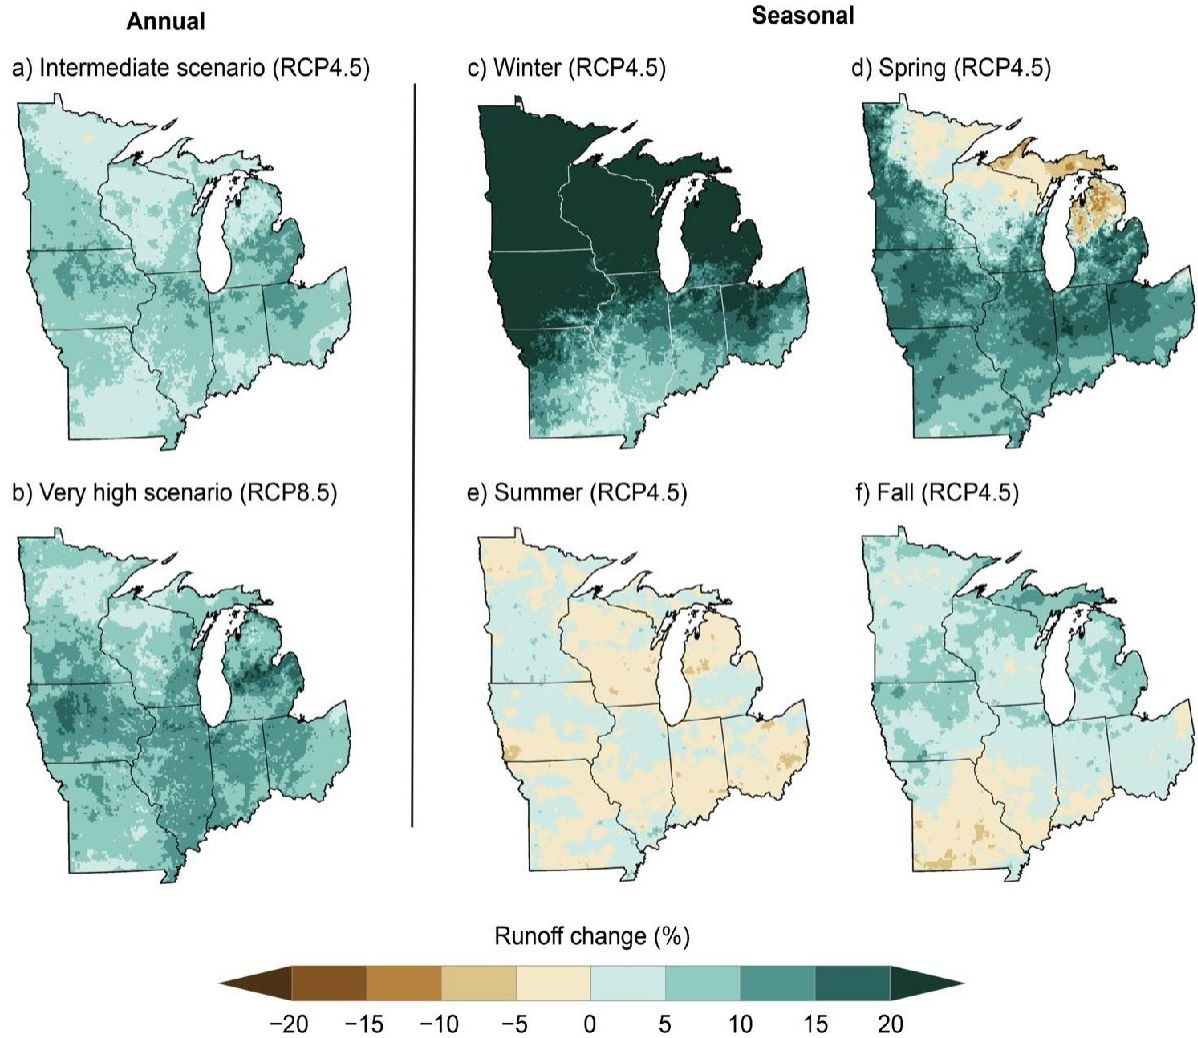 Annual
Seasonal
a) Intermediate scenario (RCP4.5)
c) Winter (RCP4.5)
d) Spring (RCP4.5)
b) Very high scenario (RCP8.5)
e) Summer (RCP4.5)
f) Fall (RCP4.5)
Runoff change (%)
−20 −15 −10 −5 0 5 10 15 20